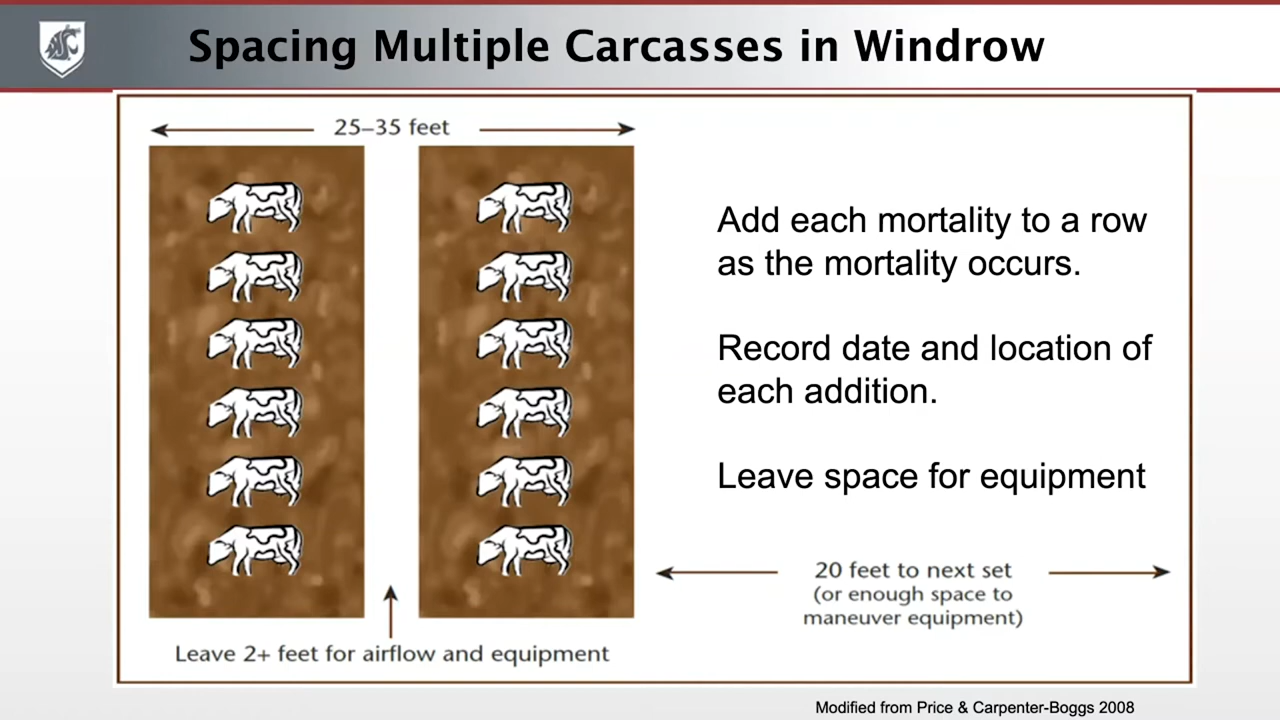 Spacing Multiple Carcasses in Windrow
25–35 feet
Add each mortality to a row
as the mortality occurs.
Record date and location of
each addition.
Leave space for equipment
20 feet to next set
(or enough space to
maneuver equipment)
Leave 2+ feet for airflow and equipment
Modified from Price & Carpenter-Boggs 2008